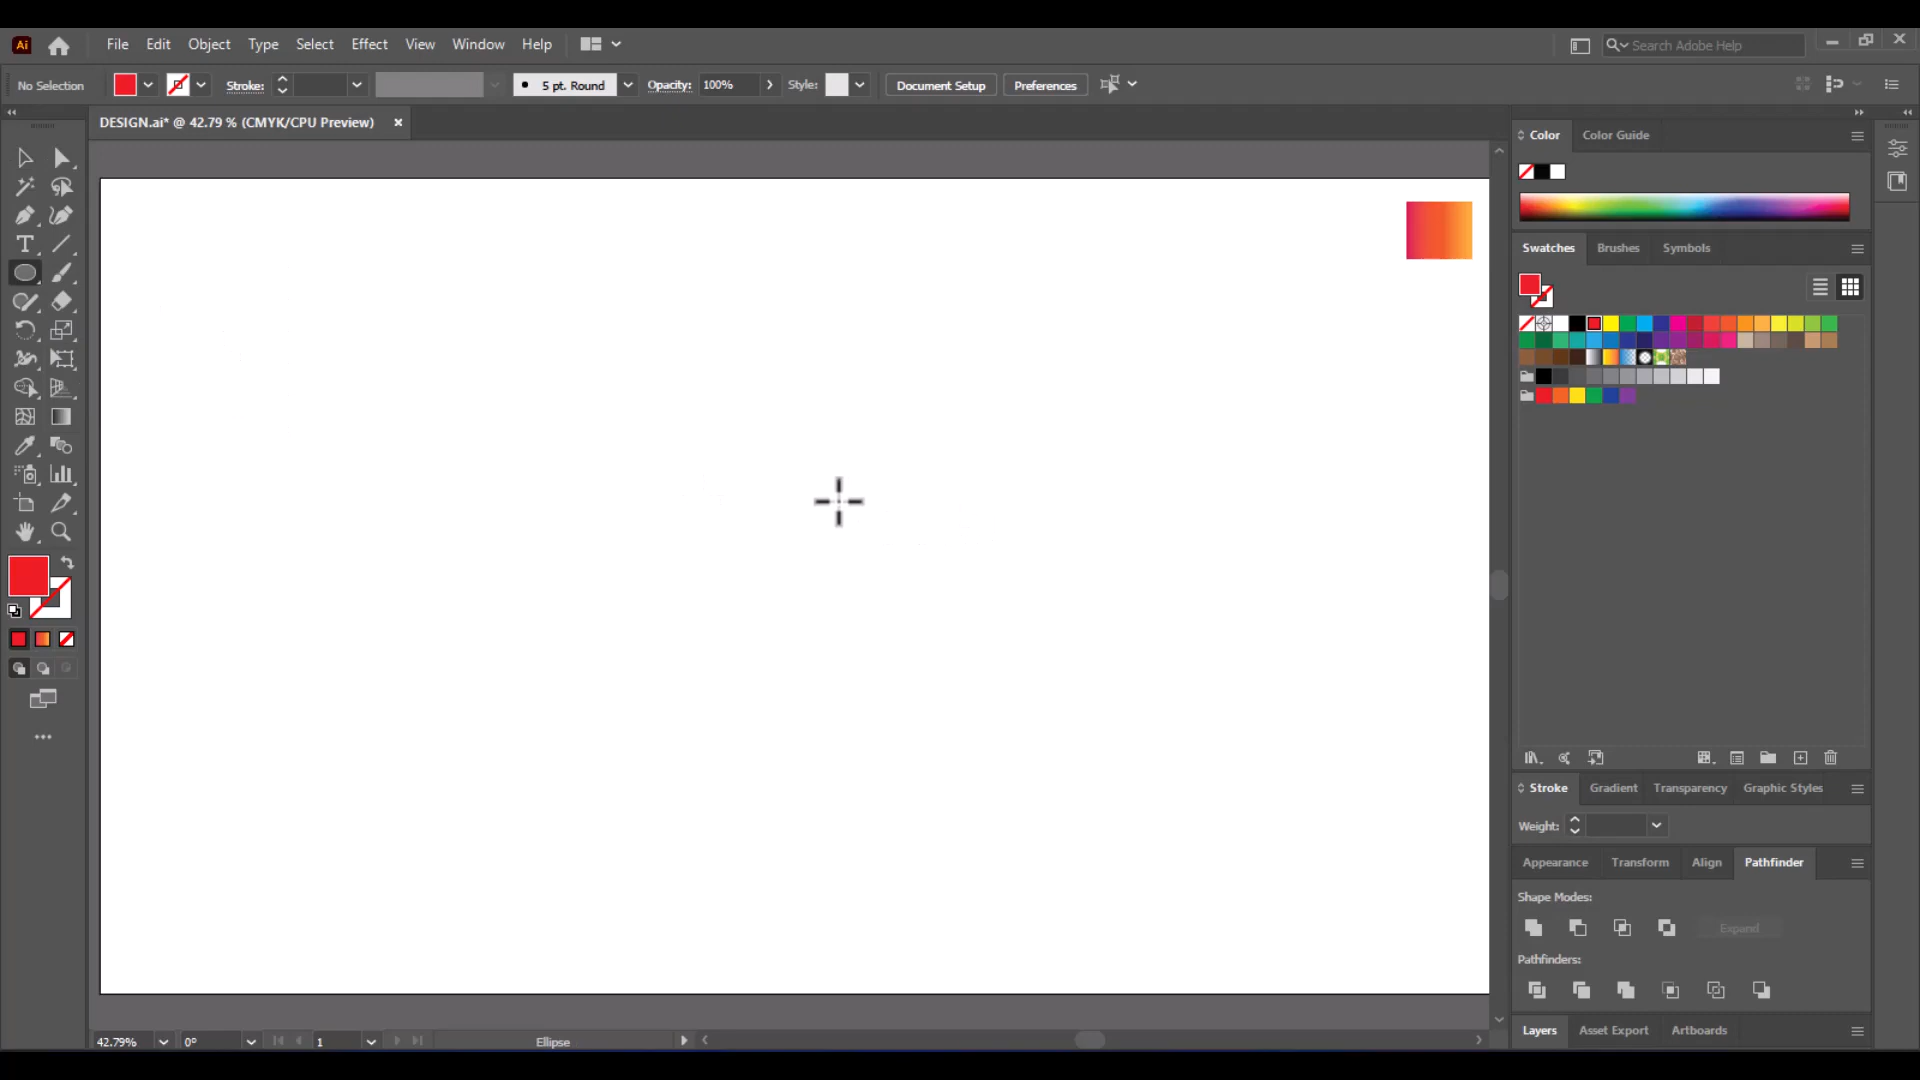 Ai File Edit Object Type Select Effect View Window Help Search Adobe Help
No Selection Stroke: 5 pt. Round Opacity: 100% Style: Document Setup Preferences
DESIGN.ai* @ 42.79 % (CMYK/CPU Preview)
Color Color Guide
Swatches Brushes Symbols
Stroke Gradient Transparency Graphic Styles
Weight:
Appearance Transform Align Pathfinder
Shape Modes:
Expand
Pathfinders:
Layers Asset Export Artboards
42.79% 0° 1 Ellipse